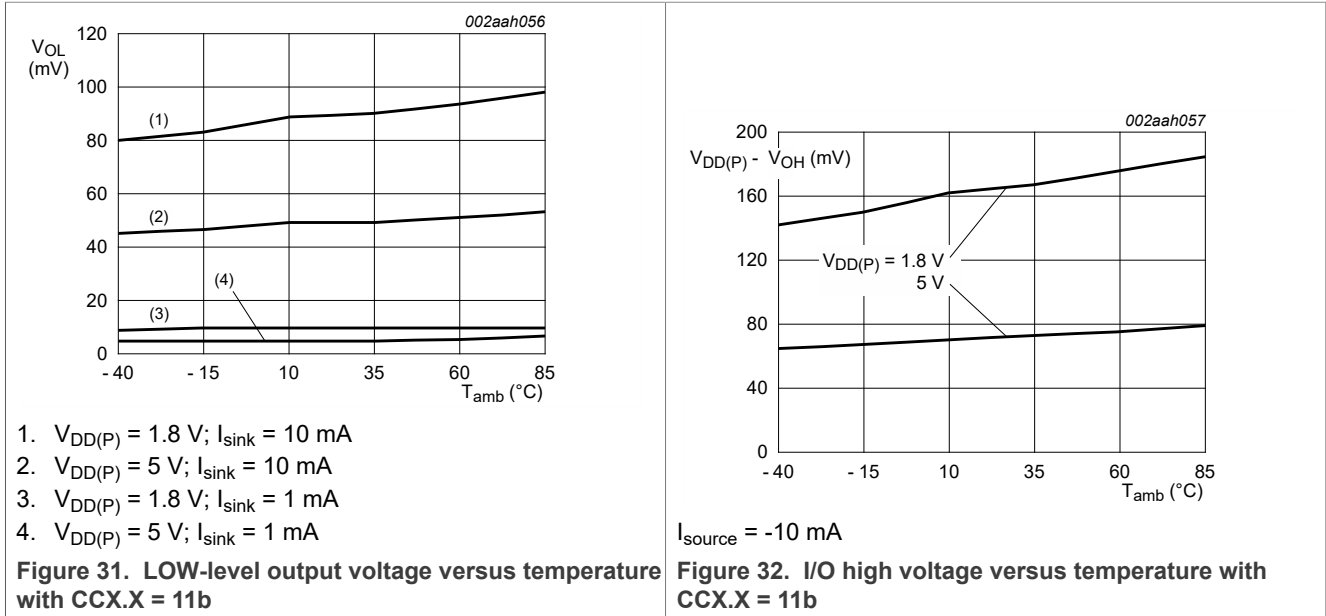 002aah056
V_OL
(mV)
120
100
80
60
40
20
0
(1)
(2)
(4)
(3)
- 40 - 15 10 35 60 85
T_amb (°C)
1. V_DD(P) = 1.8 V; I_sink = 10 mA
2. V_DD(P) = 5 V; I_sink = 10 mA
3. V_DD(P) = 1.8 V; I_sink = 1 mA
4. V_DD(P) = 5 V; I_sink = 1 mA
Figure 31. LOW-level output voltage versus temperature
with CCX.X = 11b
002aah057
200
V_DD(P) - V_OH (mV)
160
120
80
40
0
V_DD(P) = 1.8 V
5 V
- 40 - 15 10 35 60 85
T_amb (°C)
I_source = -10 mA
Figure 32. I/O high voltage versus temperature with
CCX.X = 11b